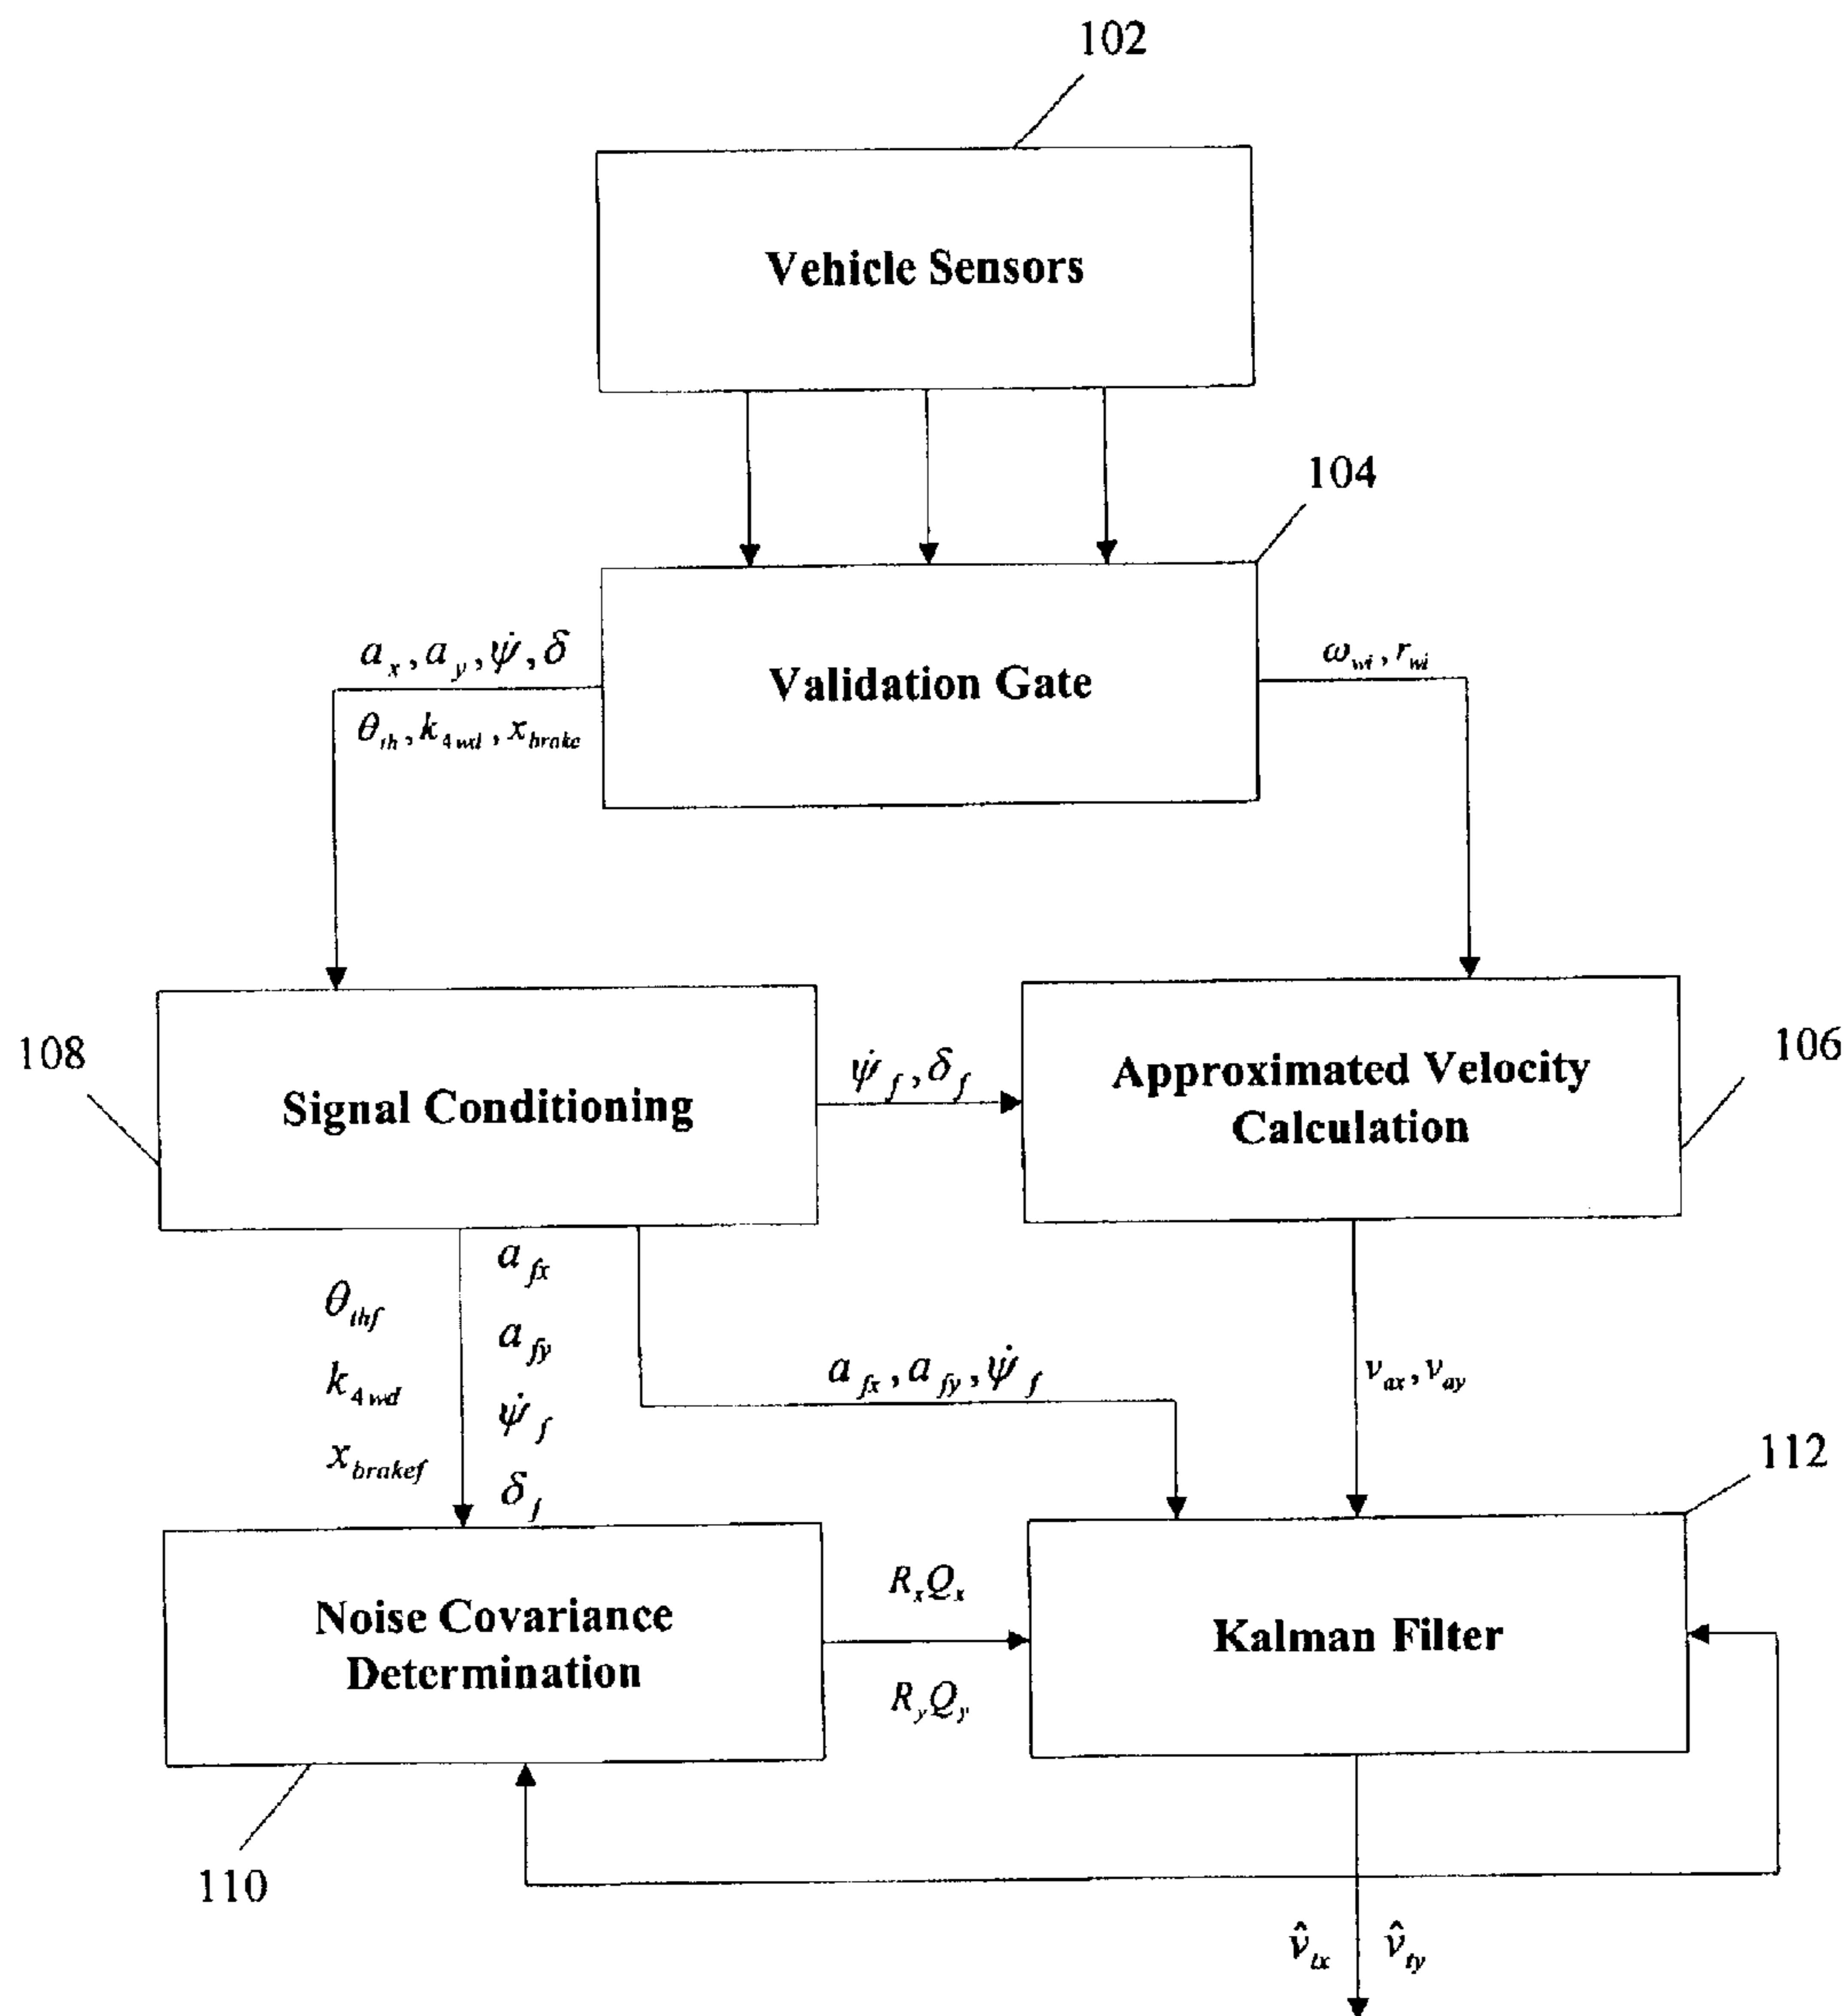 102
Vehicle Sensors
104
a_x, a_y, ψ̇, δ
θ_th, k_4wd, x_brake
Validation Gate
ω_wi, r_wi
108
Signal Conditioning
ψ̇_f, δ_f
Approximated Velocity
Calculation
106
θ_thf
k_4wd
x_brakef
a_fx
a_fy
ψ̇_f
δ_f
a_fx, a_fy, ψ̇_f
v_ax, v_ay
112
Noise Covariance
Determination
R_xQ_x
R_yQ_y
Kalman Filter
110
v̂_tx
v̂_ty